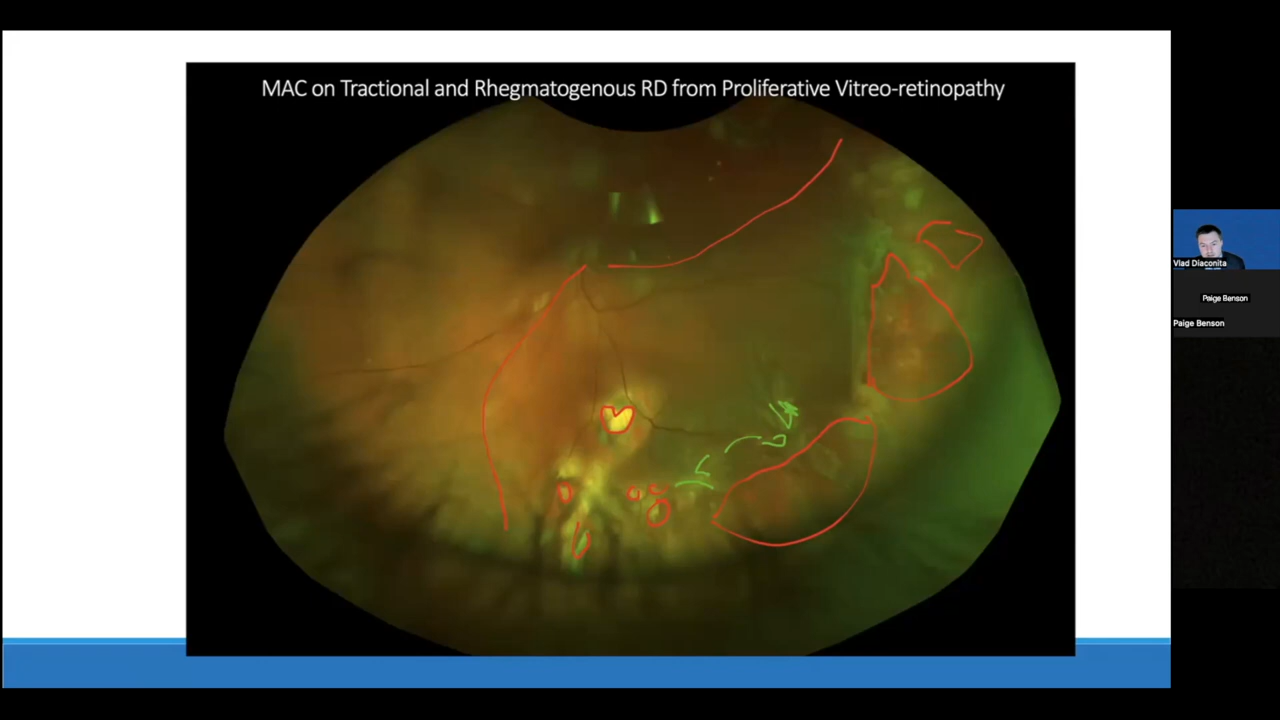 MAC on Tractional and Rhegmatogenous RD from Proliferative Vitreo-retinopathy
Vlad Diaconita
Paige Benson
Paige Benson